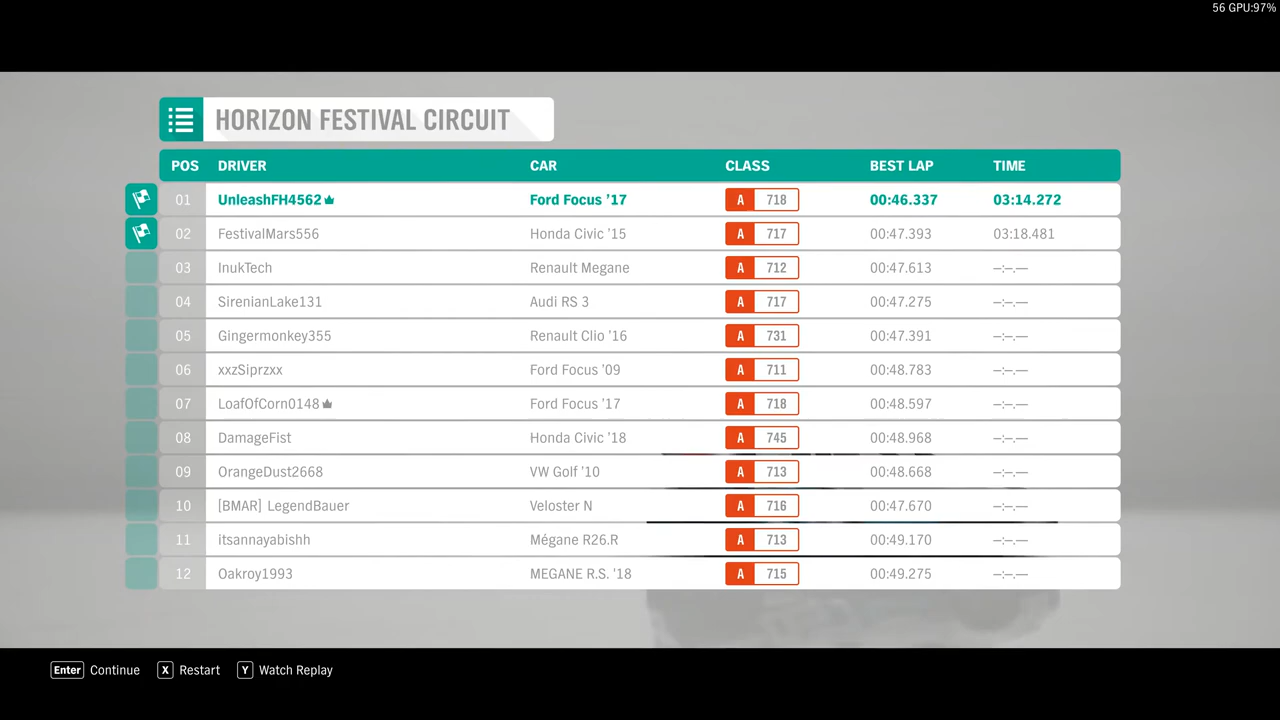 56 GPU:97%
HORIZON FESTIVAL CIRCUIT
POS DRIVER CAR CLASS BEST LAP TIME
01 UnleashFH4562 Ford Focus '17 A 718 00:46.337 03:14.272
02 FestivalMars556 Honda Civic '15 A 717 00:47.393 03:18.481
03 InukTech Renault Megane A 712 00:47.613 –:–.––
04 SirenianLake131 Audi RS 3 A 717 00:47.275 –:–.––
05 Gingermonkey355 Renault Clio '16 A 731 00:47.391 –:–.––
06 xxzSiprzxx Ford Focus '09 A 711 00:48.783 –:–.––
07 LoafOfCorn0148 Ford Focus '17 A 718 00:48.597 –:–.––
08 DamageFist Honda Civic '18 A 745 00:48.968 –:–.––
09 OrangeDust2668 VW Golf '10 A 713 00:48.668 –:–.––
10 [BMAR] LegendBauer Veloster N A 716 00:47.670 –:–.––
11 itsannayabishh Mégane R26.R A 713 00:49.170 –:–.––
12 Oakroy1993 MEGANE R.S. '18 A 715 00:49.275 –:–.––
Enter Continue X Restart Y Watch Replay